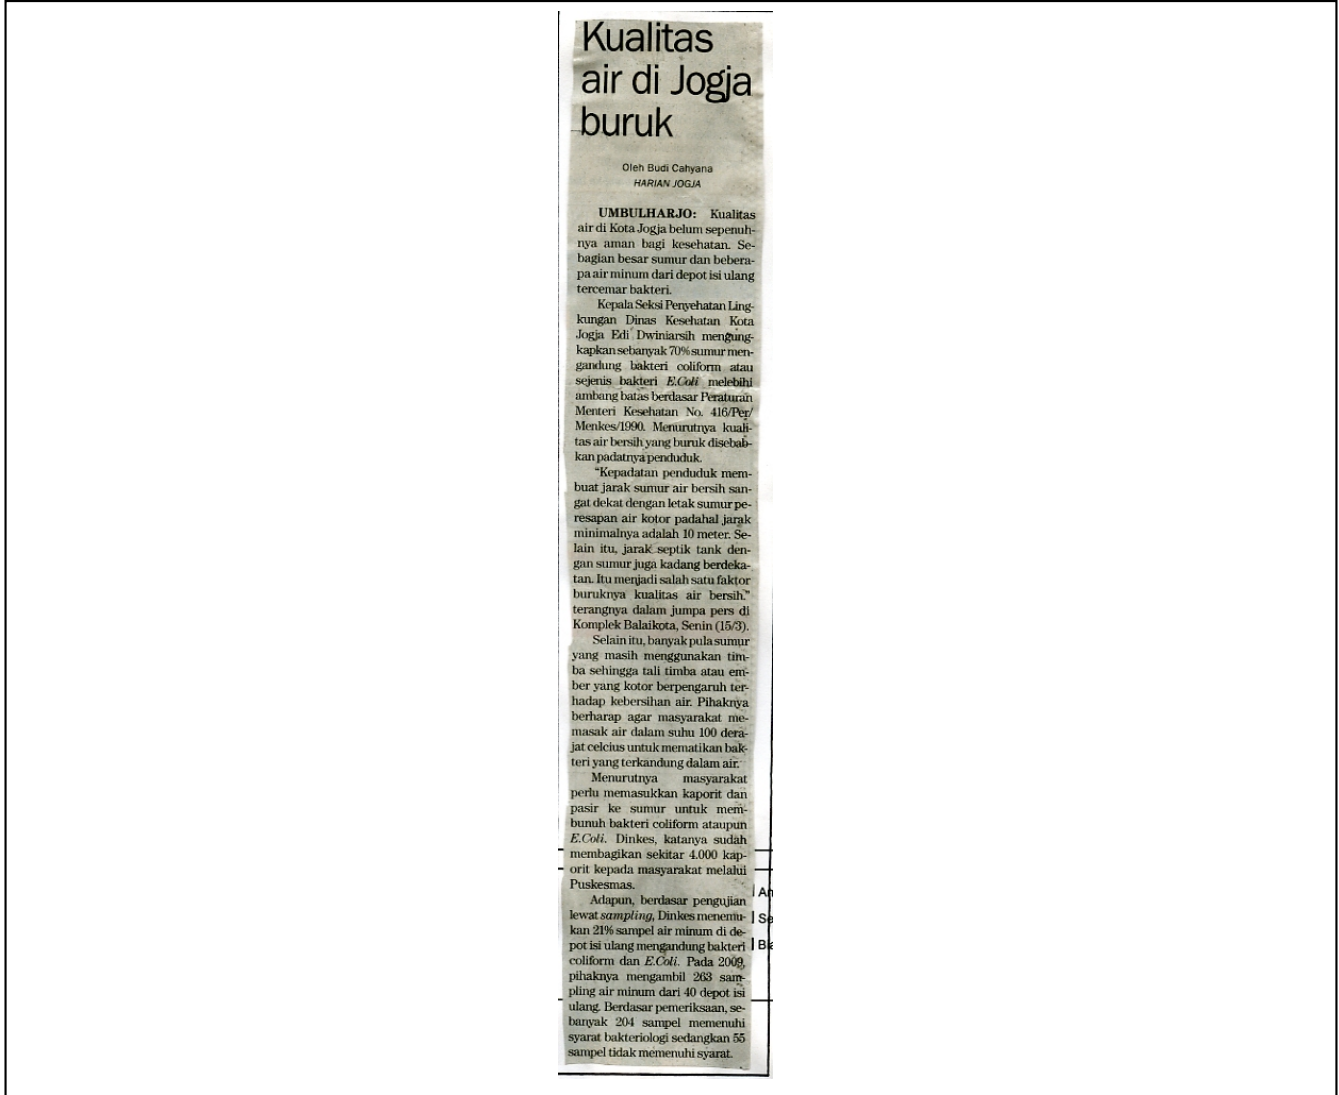 Kualitas
air di Jogja
buruk
Oleh Budi Cahyana
HARIAN JOGJA
UMBULHARJO: Kualitas
air di Kota Jogja belum sepenuh-
nya aman bagi kesehatan. Se-
bagian besar sumur dan bebera-
pa air minum dari depot isi ulang
tercemar bakteri.
Kepala Seksi Penyehatan Ling-
kungan Dinas Kesehatan Kota
Jogja Edi Dwiniarsih mengung-
kapkan sebanyak 70% sumur men-
gandung bakteri coliform atau
sejenis bakteri E.Coli melebihi
ambang batas berdasar Peraturan
Menteri Kesehatan No. 416/Per/
Menkes/1990. Menurutnya kuali-
tas air bersih yang buruk disebab-
kan padatnya penduduk.
“Kepadatan penduduk mem-
buat jarak sumur air bersih san-
gat dekat dengan letak sumur pe-
resapan air kotor padahal jarak
minimalnya adalah 10 meter. Se-
lain itu, jarak septik tank den-
gan sumur juga kadang berdeka-
tan. Itu menjadi salah satu faktor
buruknya kualitas air bersih.”
terangnya dalam jumpa pers di
Komplek Balaikota, Senin (15/3).
Selain itu, banyak pula sumur
yang masih menggunakan tim-
ba sehingga tali timba atau em-
ber yang kotor berpengaruh ter-
hadap kebersihan air. Pihaknya
berharap agar masyarakat me-
masak air dalam suhu 100 dera-
jat celcius untuk mematikan bak-
teri yang terkandung dalam air.
Menurutnya masyarakat
perlu memasukkan kaporit dan
pasir ke sumur untuk mem-
bunuh bakteri coliform ataupun
E.Coli. Dinkes, katanya sudah
membagikan sekitar 4.000 kap-
orit kepada masyarakat melalui
Puskesmas.
Adapun, berdasar pengujian
lewat sampling, Dinkes menemu-
kan 21% sampel air minum di de-
pot isi ulang mengandung bakteri
coliform dan E.Coli. Pada 2009,
pihaknya mengambil 263 sam-
pling air minum dari 40 depot isi
ulang. Berdasar pemeriksaan, se-
banyak 204 sampel memenuhi
syarat bakteriologi sedangkan 55
sampel tidak memenuhi syarat.
An
Se